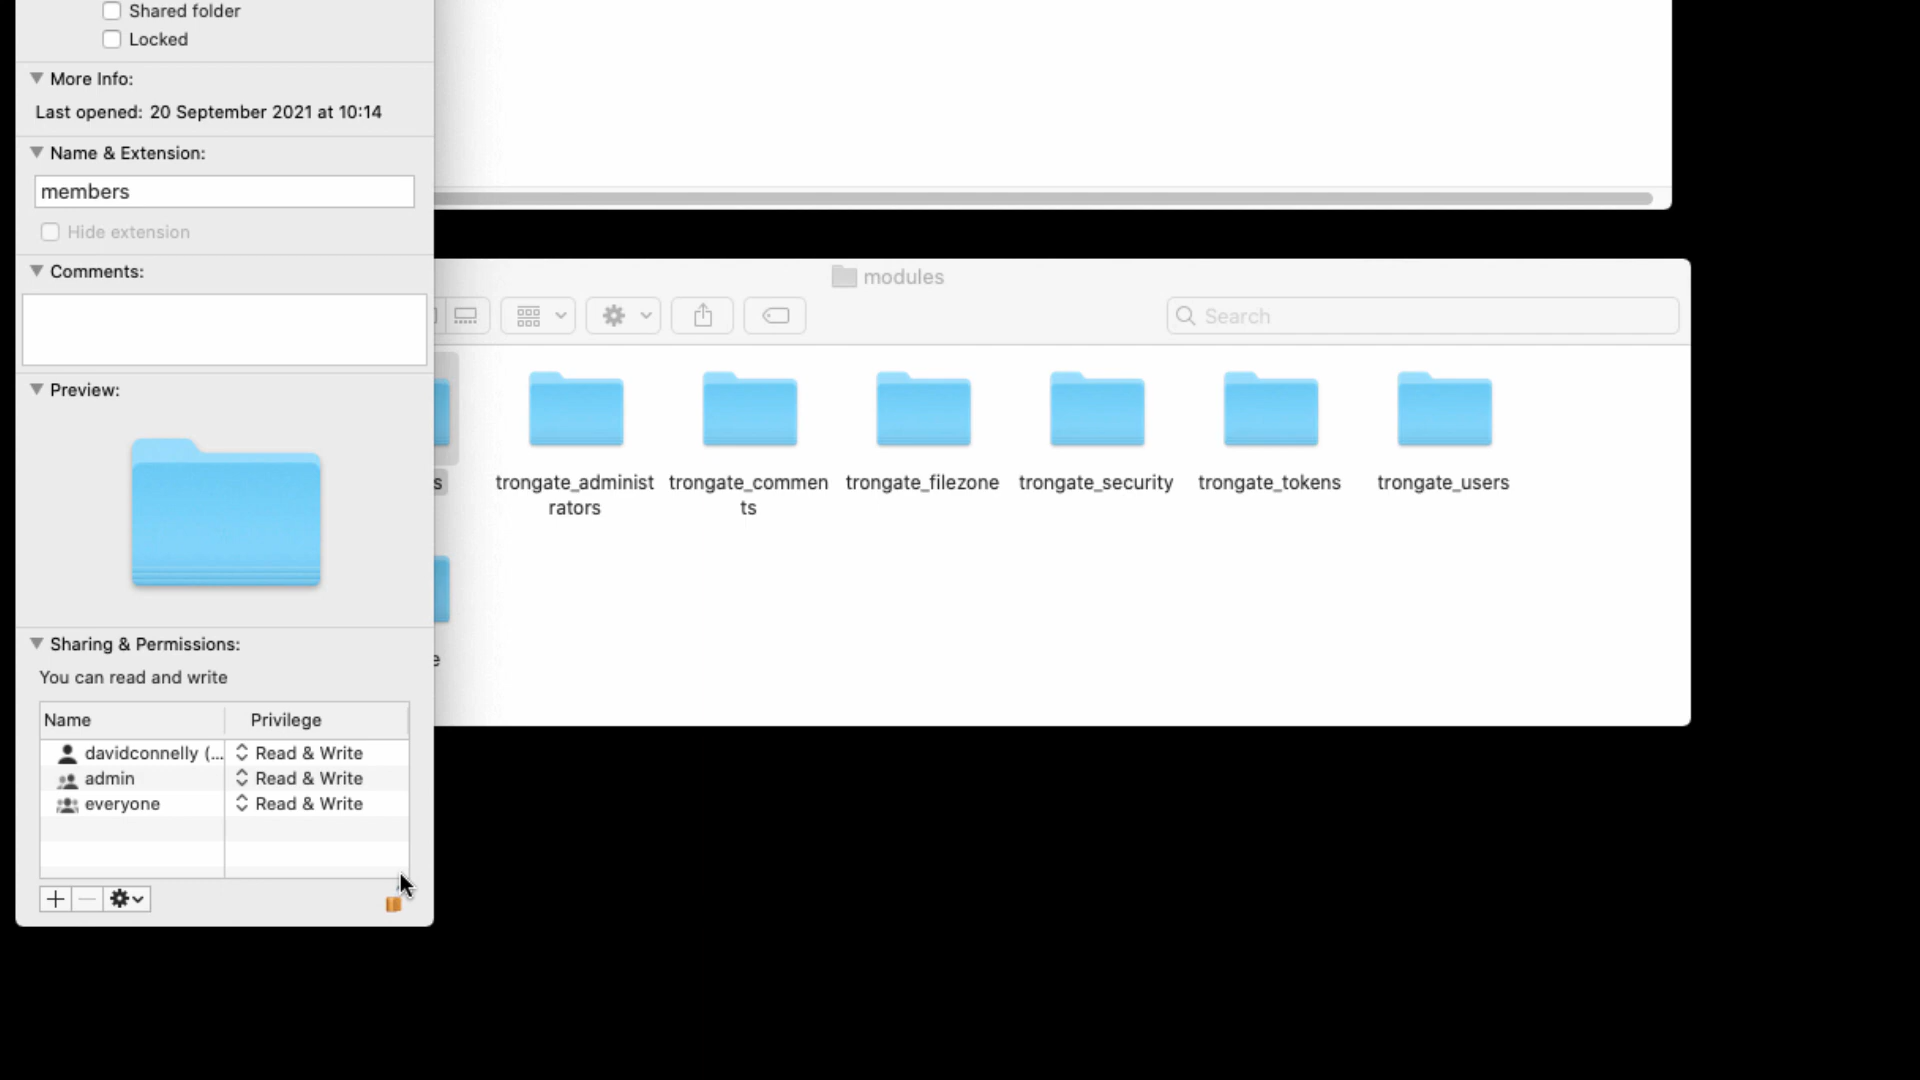 Shared folder
Locked
More Info:
Last opened: 20 September 2021 at 10:14
Name & Extension:
members
Hide extension
Comments:
Preview:
Sharing & Permissions:
You can read and write
Name Privilege
davidconnelly (... Read & Write
admin Read & Write
everyone Read & Write
modules
Search
s
trongate_administ
rators
trongate_commen
ts
trongate_filezone
trongate_security
trongate_tokens
trongate_users
e